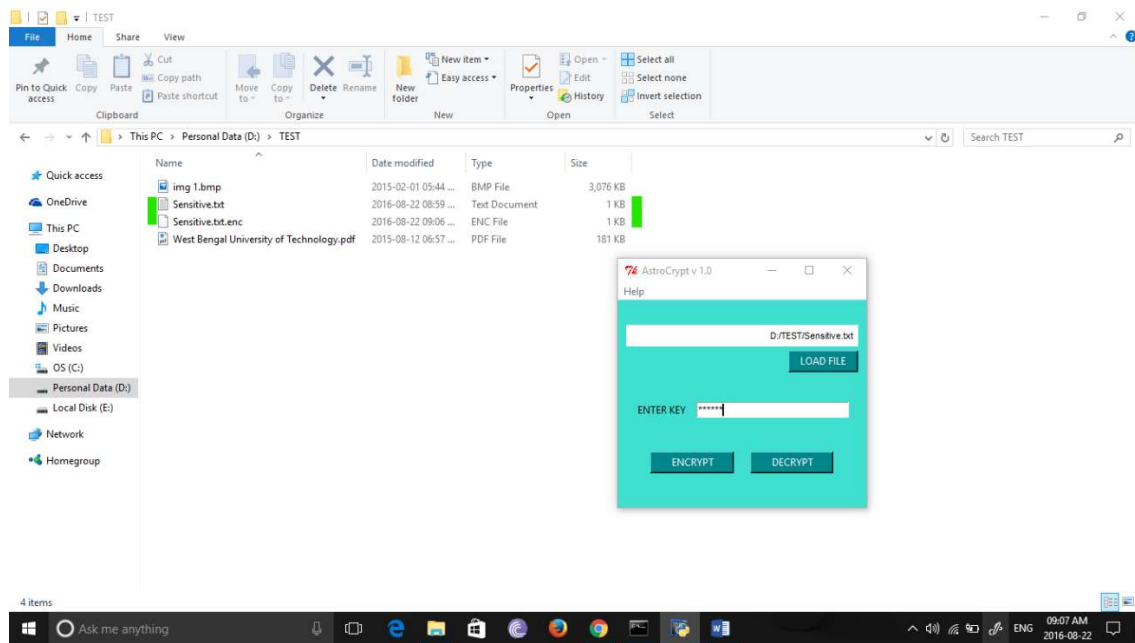 TEST
File Home Share View
Pin to Quick access Copy Paste Cut Copy path Paste shortcut Move to Copy to Delete Rename New folder New item Easy access Properties Open Edit History Select all Select none Invert selection
Clipboard Organize New Open Select
This PC > Personal Data (D:) > TEST Search TEST
Name Date modified Type Size
img 1.bmp 2015-02-01 05:44 ... BMP File 3,076 KB
Sensitive.txt 2016-08-22 08:59 ... Text Document 1 KB
Sensitive.txt.enc 2016-08-22 09:06 ... ENC File 1 KB
West Bengal University of Technology.pdf 2015-08-12 06:57 ... PDF File 181 KB
Quick access
OneDrive
This PC
Desktop
Documents
Downloads
Music
Pictures
Videos
OS (C:)
Personal Data (D:)
Local Disk (E:)
Network
Homegroup
AstroCrypt v 1.0
Help
D:/TEST/Sensitive.txt
LOAD FILE
ENTER KEY ******
ENCRYPT DECRYPT
4 items
Ask me anything ENG 09:07 AM
2016-08-22